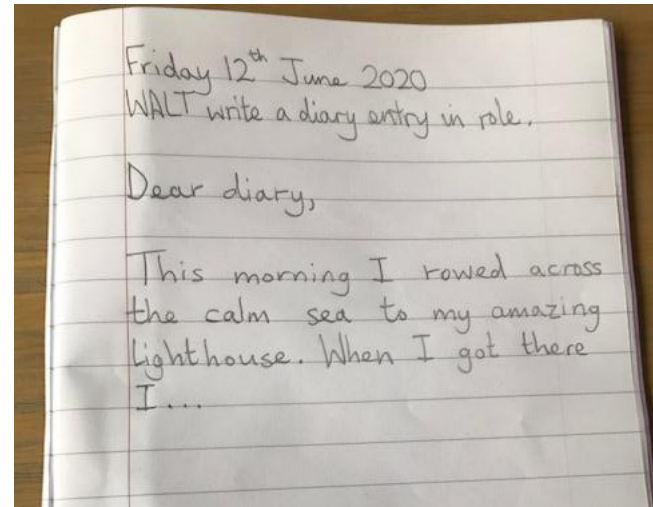 Friday 12th June 2020
WALT write a diary entry in role.
Dear diary,
This morning I rowed across
the calm sea to my amazing
lighthouse. When I got there
I...